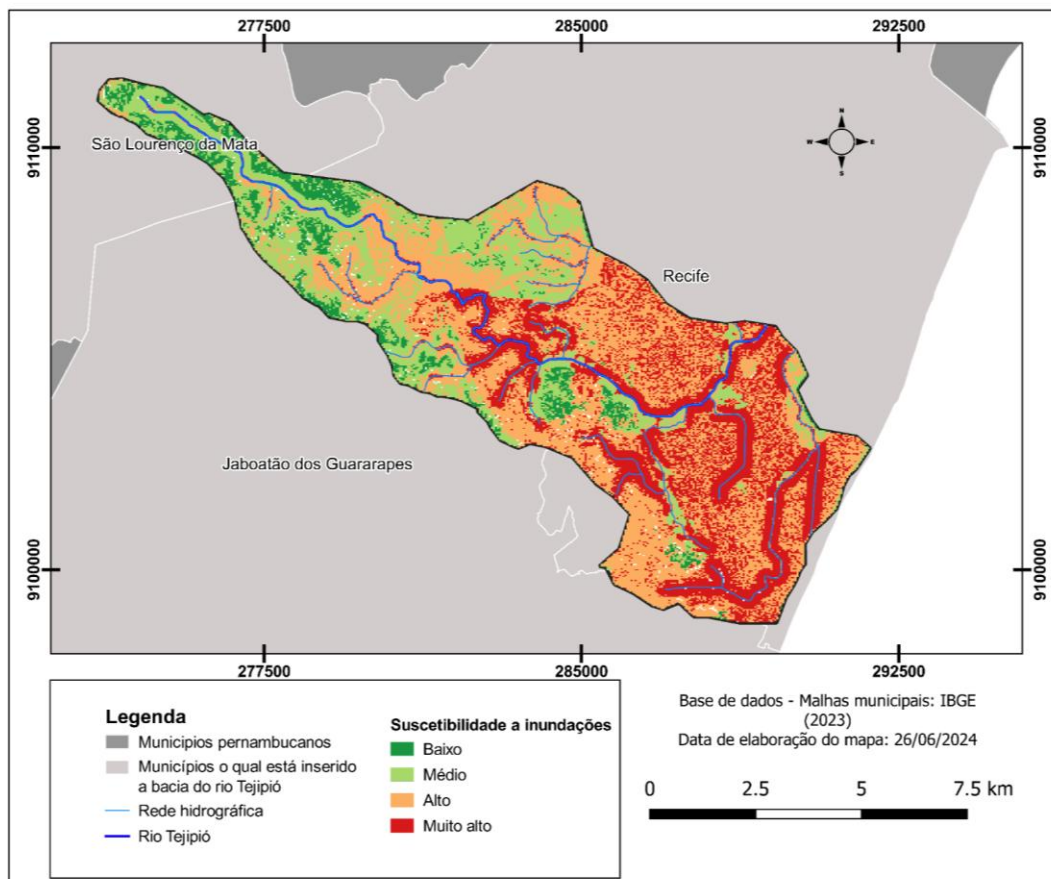 277500 285000 292500
N
W E
S
9110000 9110000
São Lourenço da Mata
Recife
Jaboatão dos Guararapes
9100000 9100000
277500 285000 292500
Legenda
Municipios pernambucanos
Municípios o qual está inserido
a bacia do rio Tejipió
Rede hidrográfica
Rio Tejipió
Suscetibilidade a inundações
Baixo
Médio
Alto
Muito alto
Base de dados - Malhas municipais: IBGE
(2023)
Data de elaboração do mapa: 26/06/2024
0 2.5 5 7.5 km